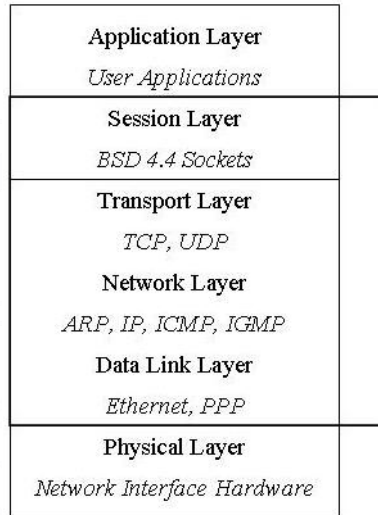 Application Layer
User Applications
Session Layer
BSD 4.4 Sockets
Transport Layer
TCP, UDP
Network Layer
ARP, IP, ICMP, IGMP
Data Link Layer
Ethernet, PPP
Physical Layer
Network Interface Hardware